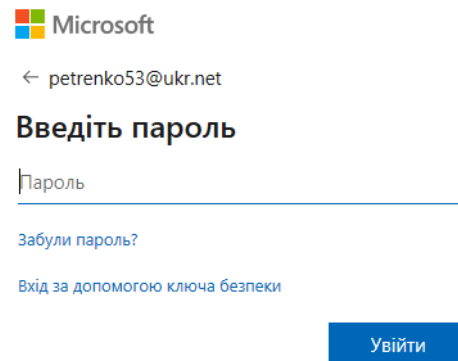 Microsoft
← petrenko53@ukr.net
Введіть пароль
Пароль
Забули пароль?
Вхід за допомогою ключа безпеки
Увійти